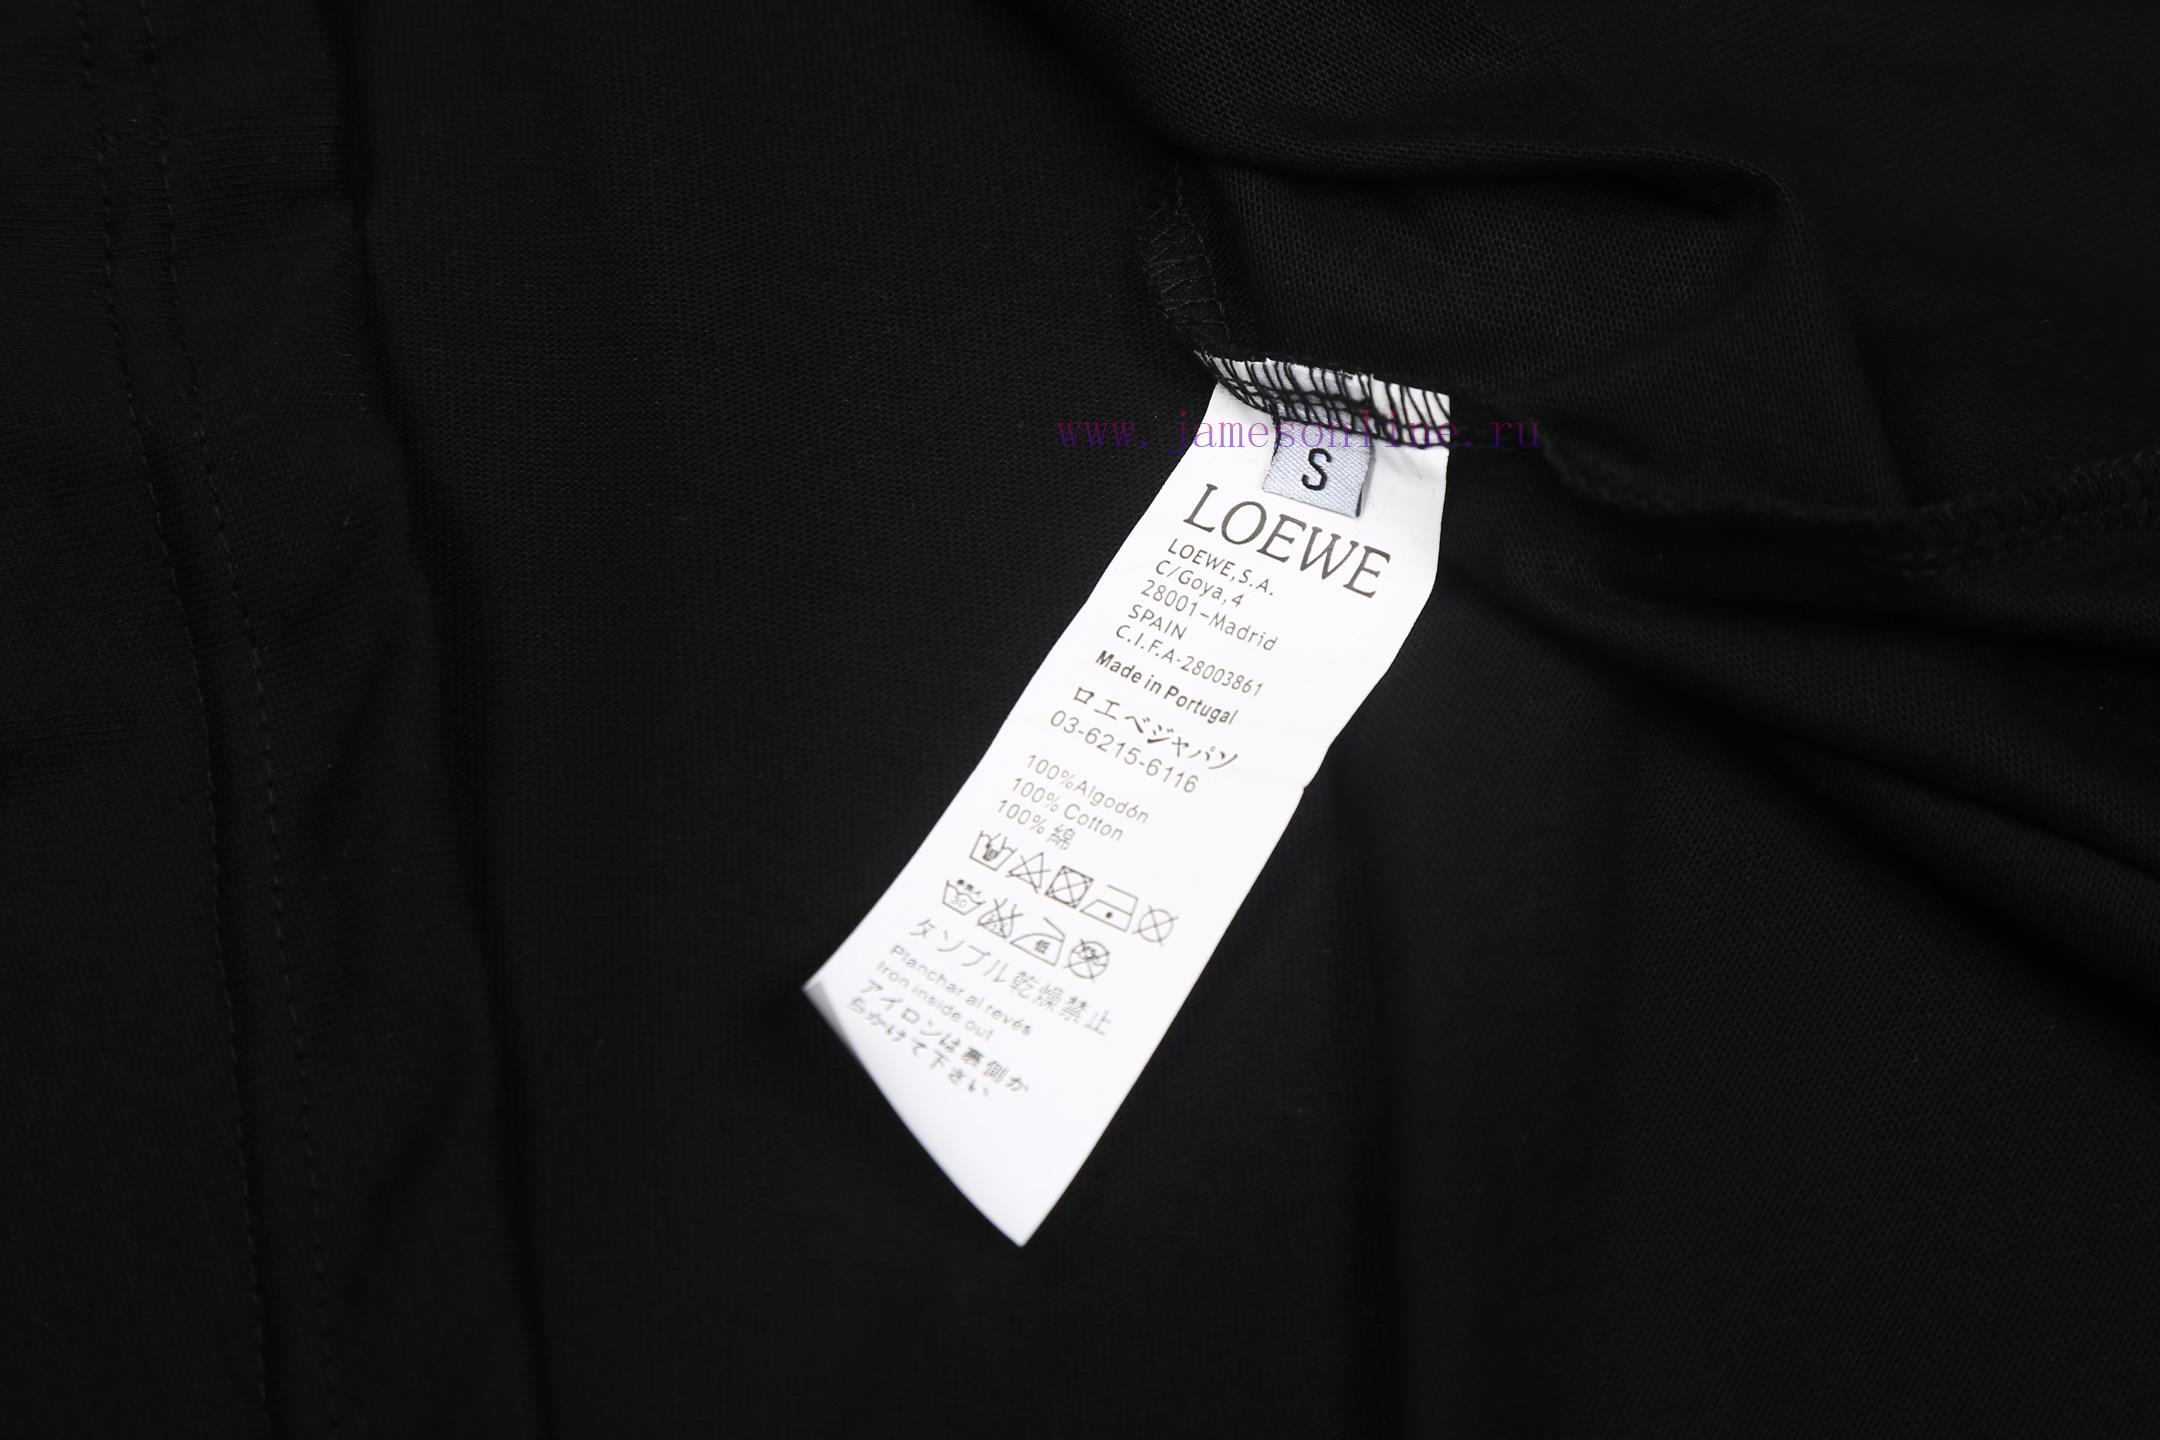 www.jamesonline.ru
S
LOEWE
LOEWE,S.A.
C/Goya,4
28001-Madrid
SPAIN
C.I.F.A-28003861
Made in Portugal
ロエベジャパン
03-6215-6116
100%Algodón
100% Cotton
100% 綿
30
低
タンブル乾燥禁止
Planchar al revés
Iron inside out
アイロンは裏側か
らかけて下さい